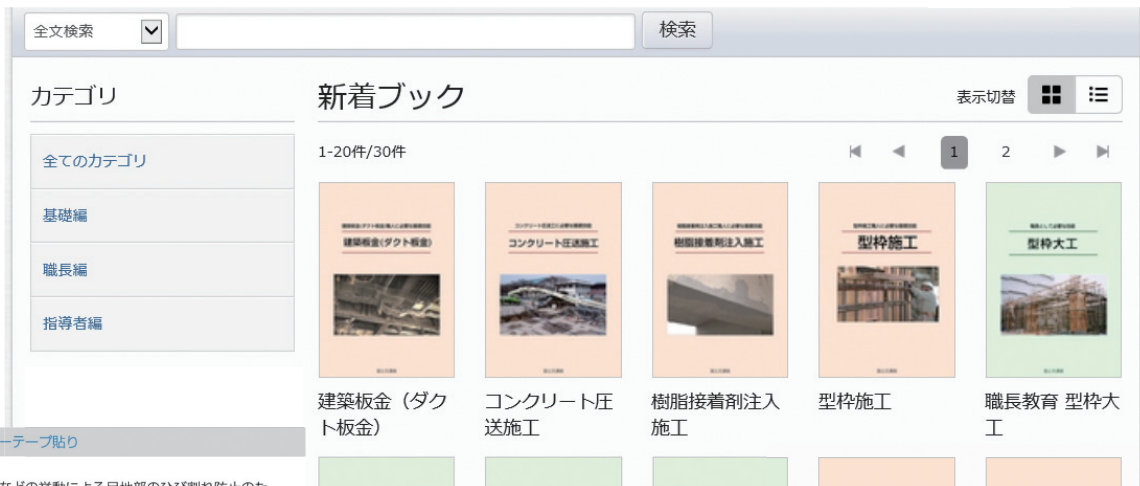 全文検索
検索
カテゴリ
新着ブック
表示切替
全てのカテゴリ
1-20件/30件
1
2
基礎編
職長編
指導者編
建築板金(ダクト板金)
コンクリート圧送施工
樹脂接着剤注入施工
型枠施工
型枠大工
建築板金（ダク
ト板金）
コンクリート圧
送施工
樹脂接着剤注入
施工
型枠施工
職長教育 型枠大
工
ーテープ貼り